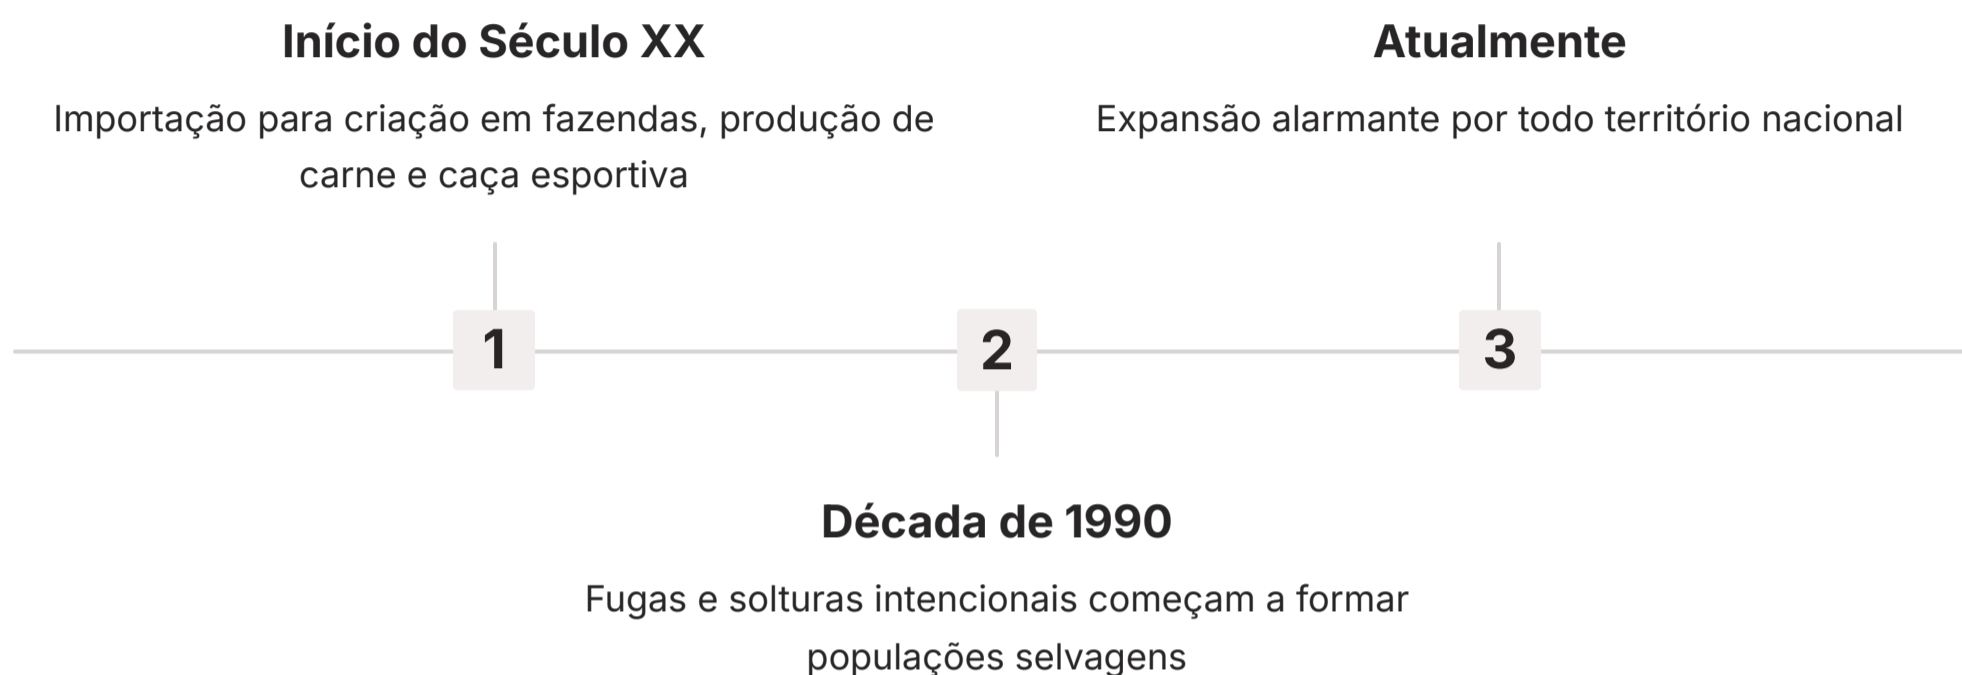 Início do Século XX
Importação para criação em fazendas, produção de
carne e caça esportiva
Atualmente
Expansão alarmante por todo território nacional
1
2
3
Década de 1990
Fugas e solturas intencionais começam a formar
populações selvagens